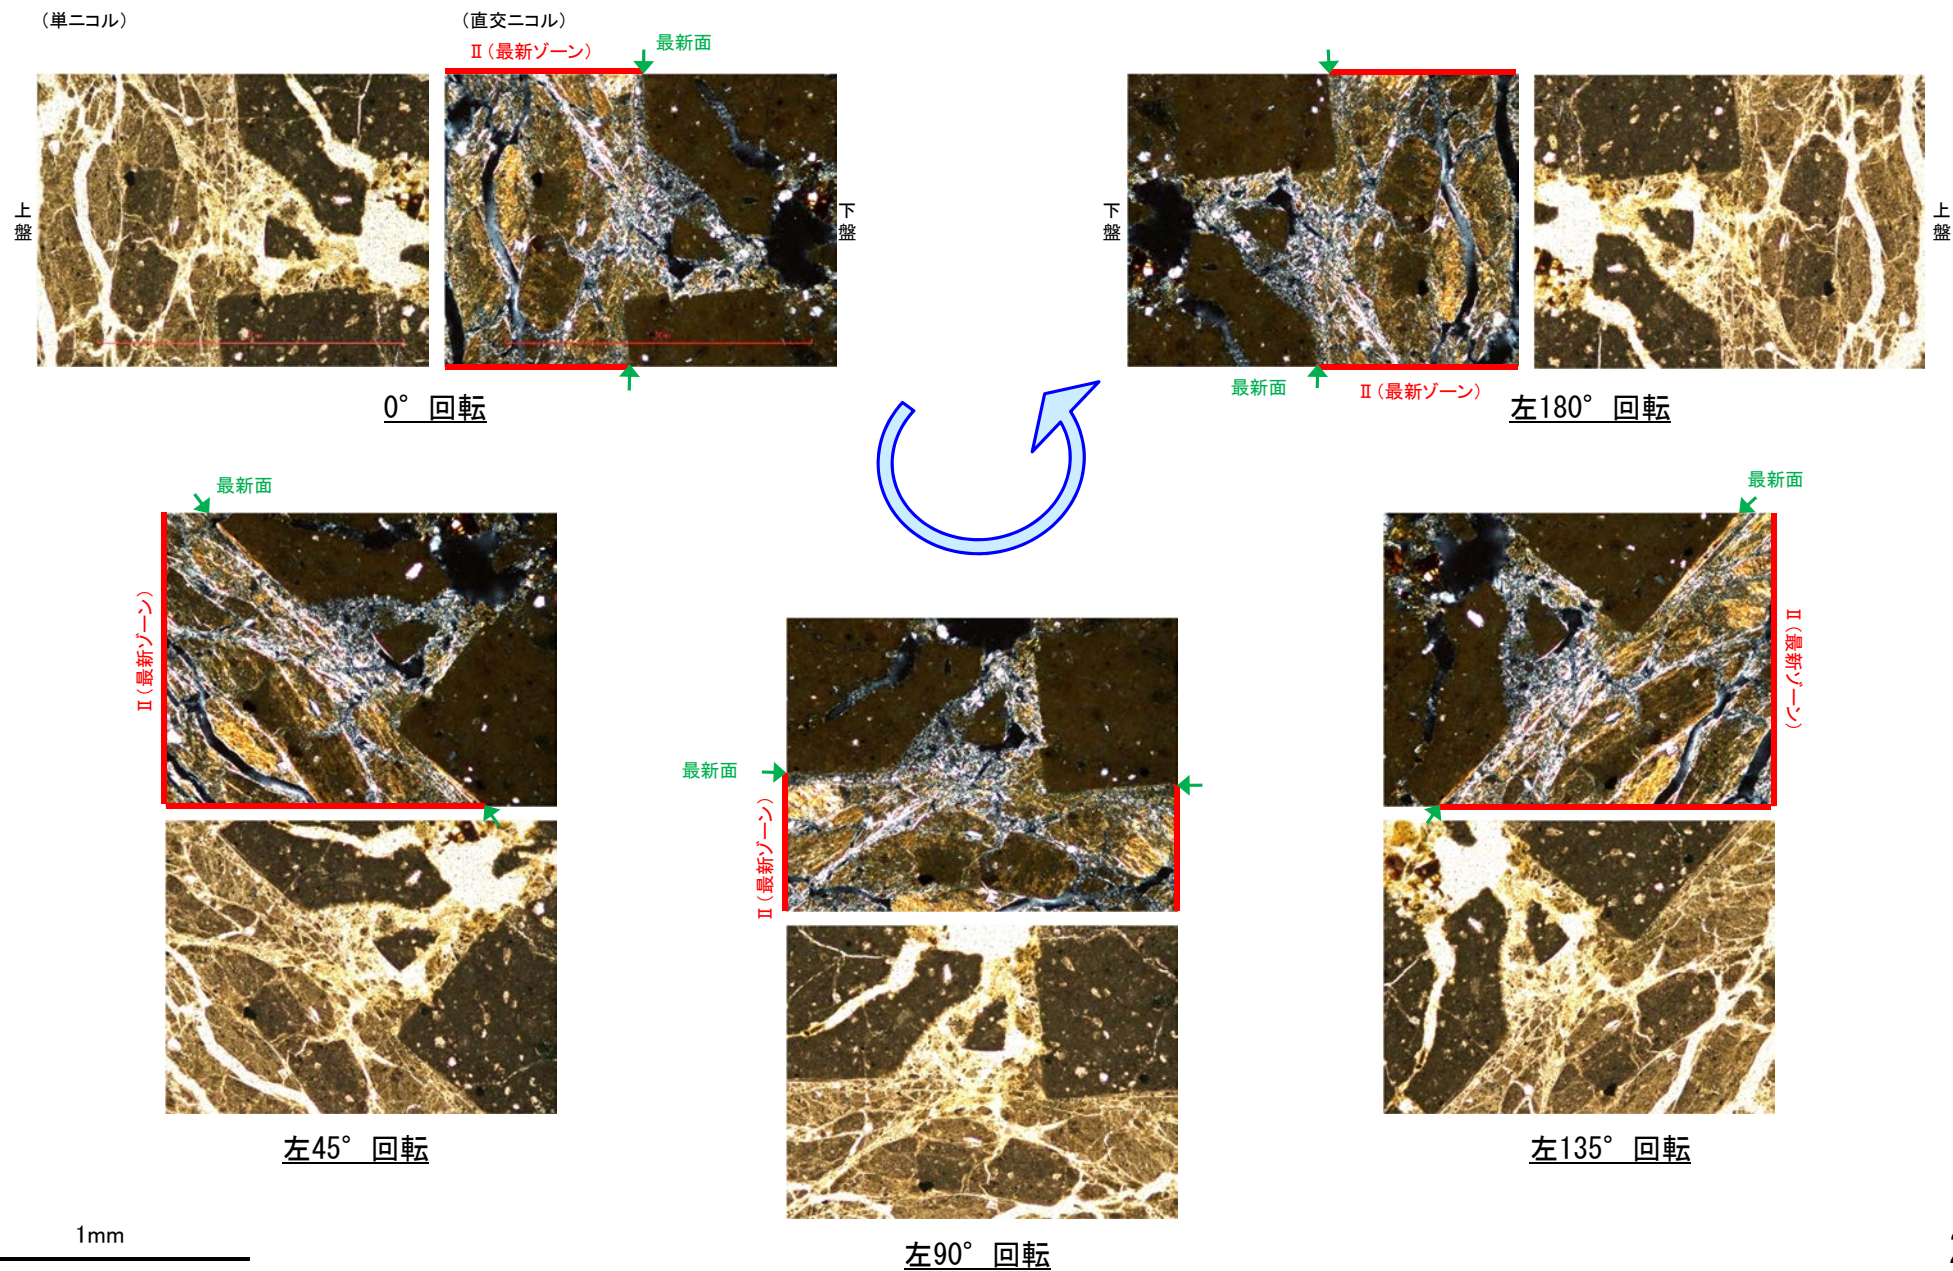 （単ニコル）
（直交ニコル）
Ⅱ（最新ゾーン）
最新面
上盤
下盤
0° 回転
下盤
上盤
最新面
Ⅱ（最新ゾーン）
左180° 回転
最新面
Ⅱ（最新ゾーン）
左45° 回転
最新面
Ⅱ（最新ゾーン）
左90° 回転
最新面
Ⅱ（最新ゾーン）
左135° 回転
1mm